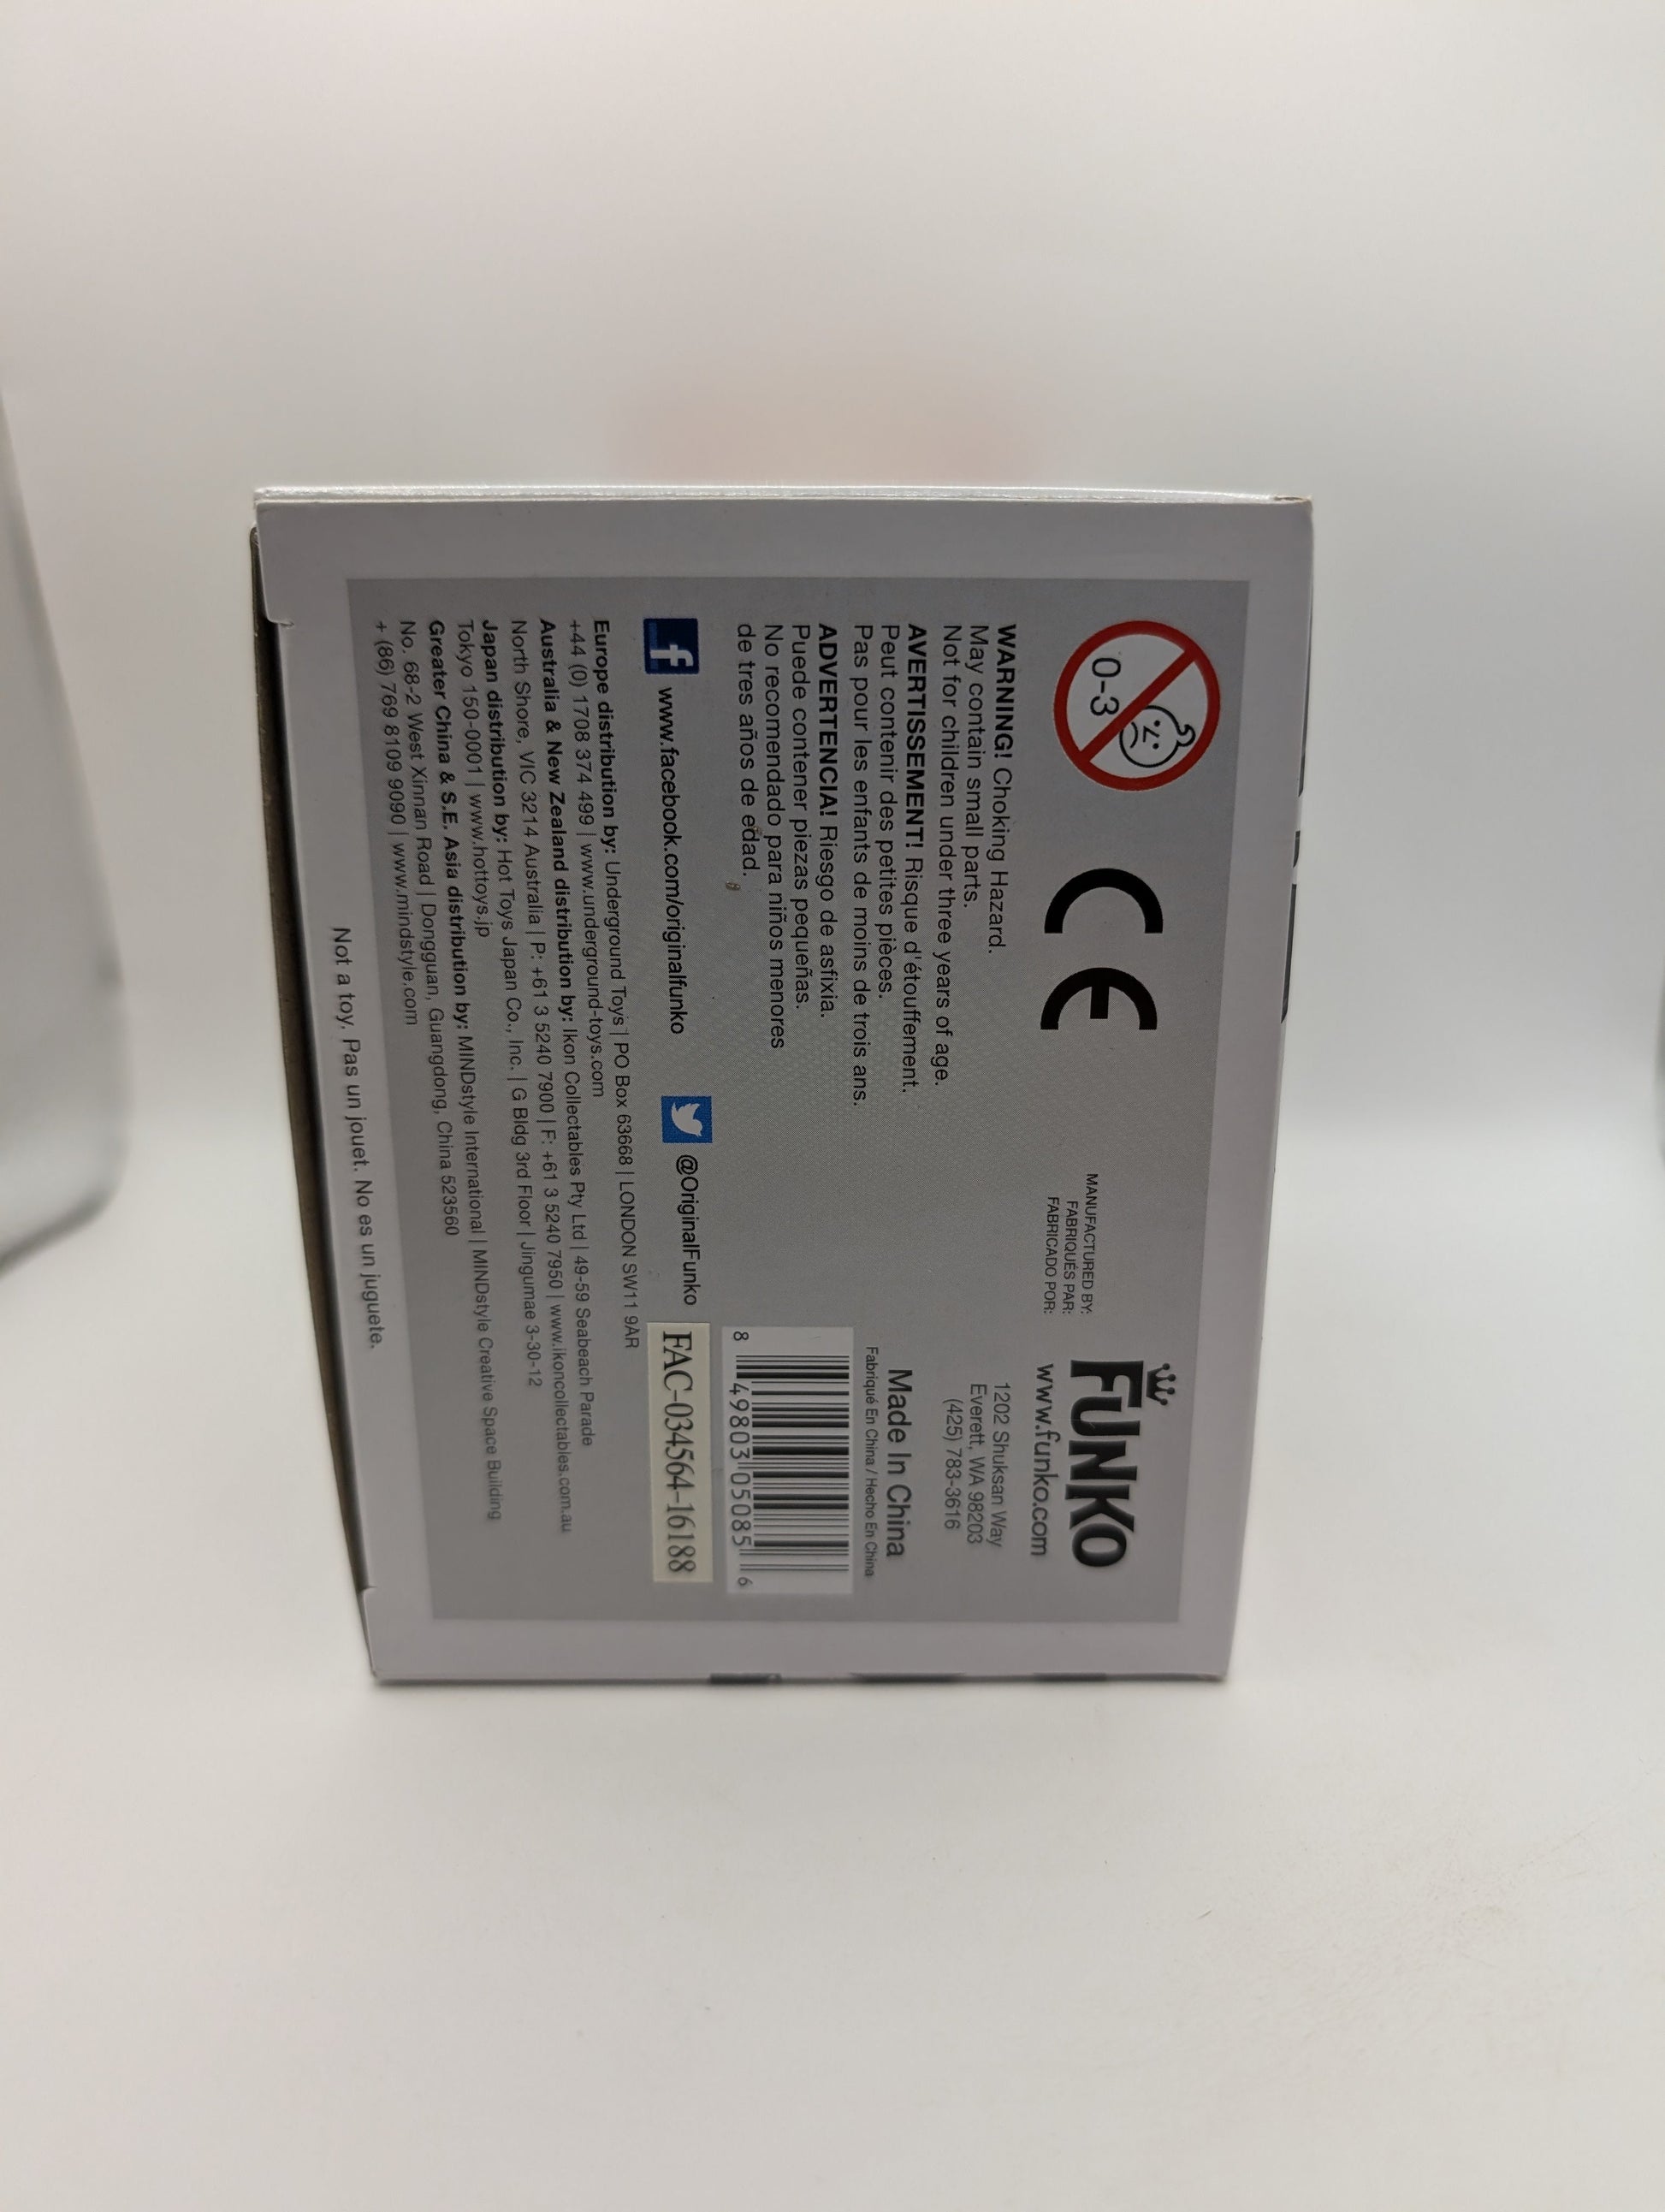 0-3
CE
MANUFACTURED BY:
FABRIQUÉS PAR:
FABRICADO POR:
FUNKO
www.funko.com
1202 Shuksan Way
Everett, WA 98203
(425) 783-3616
WARNING! Choking Hazard.
May contain small parts.
Not for children under three years of age.
AVERTISSEMENT! Risque d'étouffement.
Peut contenir des petites pièces.
Pas pour les enfants de moins de trois ans.
ADVERTENCIA! Riesgo de asfixia.
Puede contener piezas pequeñas.
No recomendado para niños menores
de tres años de edad.
Made In China
Fabriqué En China / Hecho En China
8 49803 05085 6
www.facebook.com/originalfunko
@OriginalFunko
FAC-034564-16188
Europe distribution by: Underground Toys | PO Box 63668 | LONDON SW11 9AR
+44 (0) 1708 374 499 | www.underground-toys.com
Australia & New Zealand distribution by: Ikon Collectables Pty Ltd | 49-59 Seabeach Parade
North Shore, VIC 3214 Australia | P: +61 3 5240 7900 | F: +61 3 5240 7950 | www.ikoncollectables.com.au
Japan distribution by: Hot Toys Japan Co., Inc. | G Bldg 3rd Floor | Jingumae 3-30-12
Tokyo 150-0001 | www.hottoys.jp
Greater China & S.E. Asia distribution by: MINDstyle International | MINDstyle Creative Space Building
No. 68-2 West Xinnan Road | Dongguan, Guangdong, China 523560
+ (86) 769 8109 9090 | www.mindstyle.com
Not a toy. Pas un jouet. No es un juguete.